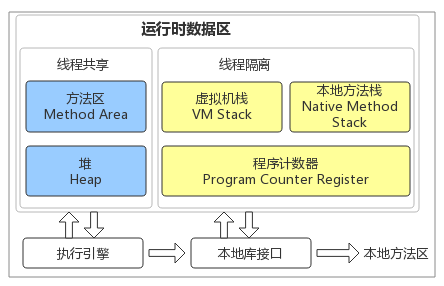 运行时数据区
线程共享
线程隔离
方法区
Method Area
虚拟机栈
VM Stack
本地方法栈
Native Method
Stack
堆
Heap
程序计数器
Program Counter Register
执行引擎
本地库接口
本地方法区